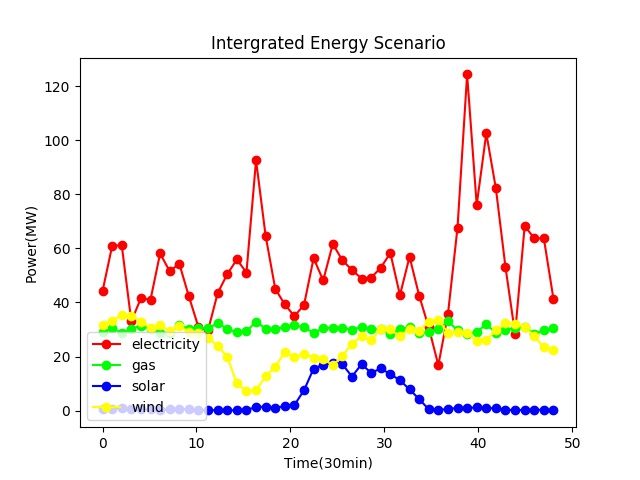 Intergrated Energy Scenario
Power(MW)
120
100
80
60
40
20
0
electricity
gas
solar
wind
0 10 20 30 40 50
Time(30min)